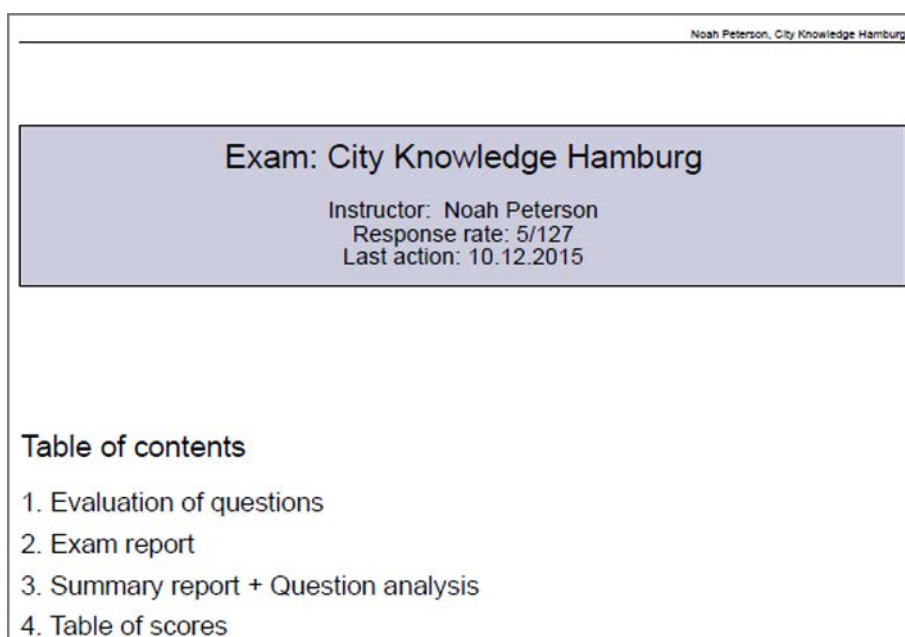 Noah Peterson, City Knowledge Hamburg
Exam: City Knowledge Hamburg
Instructor: Noah Peterson
Response rate: 5/127
Last action: 10.12.2015
Table of contents
1. Evaluation of questions
2. Exam report
3. Summary report + Question analysis
4. Table of scores